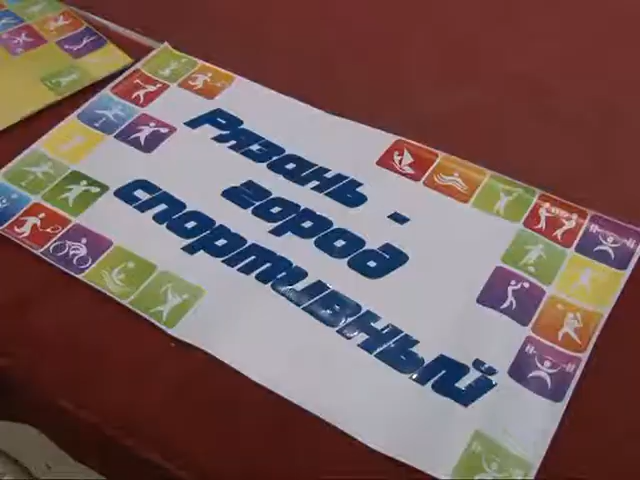 Рязань -
город
спортивный